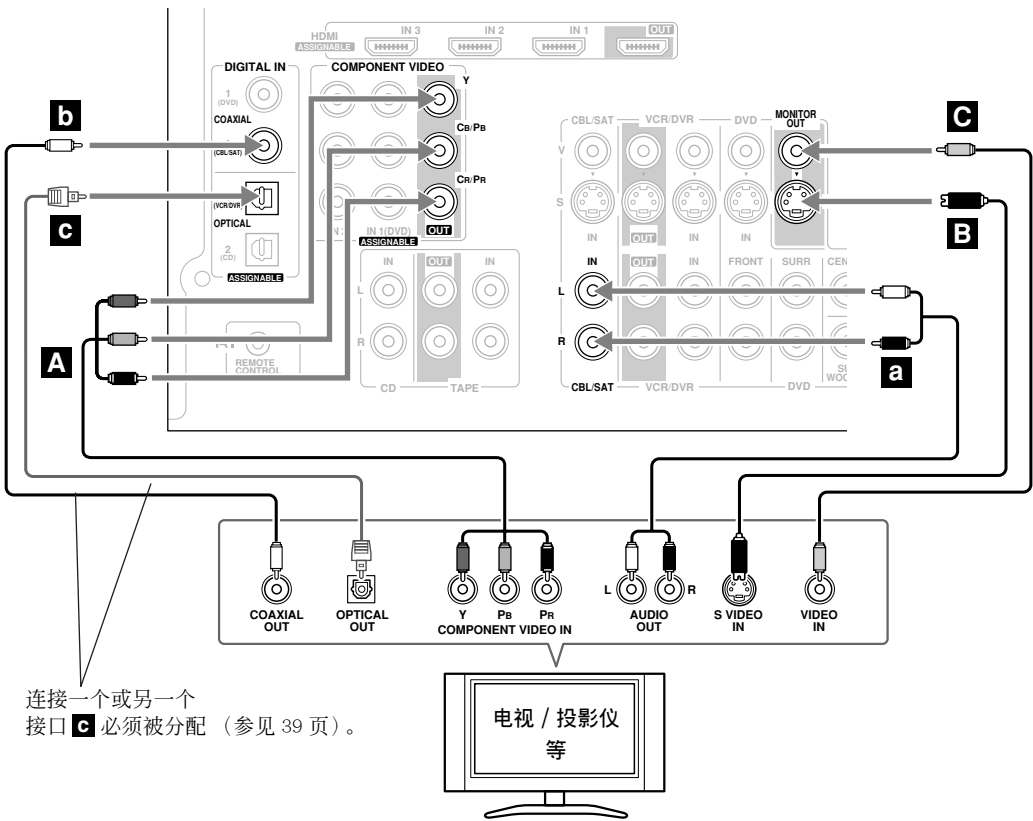 HDMI
ASSIGNABLE
IN 3
IN 2
IN 1
OUT
DIGITAL IN
1
(DVD)
COAXIAL
(CBL/SAT)
(VCR/DVR)
OPTICAL
2
(CD)
ASSIGNABLE
COMPONENT VIDEO
Y
CB/PB
CR/PR
IN 1(DVD)
OUT
ASSIGNABLE
CBL/SAT
VCR/DVR
DVD
MONITOR
OUT
V
S
IN
OUT
IN
IN
b
c
A
C
B
a
IN
OUT
IN
L
R
CD
TAPE
REMOTE
CONTROL
IN
OUT
IN
FRONT
SURR
L
R
CBL/SAT
VCR/DVR
DVD
COAXIAL
OUT
OPTICAL
OUT
Y
PB
PR
COMPONENT VIDEO IN
L
R
AUDIO
OUT
S VIDEO
IN
VIDEO
IN
连接一个或另一个
接口 c 必须被分配 （参见 39 页）。
电视 / 投影仪
等